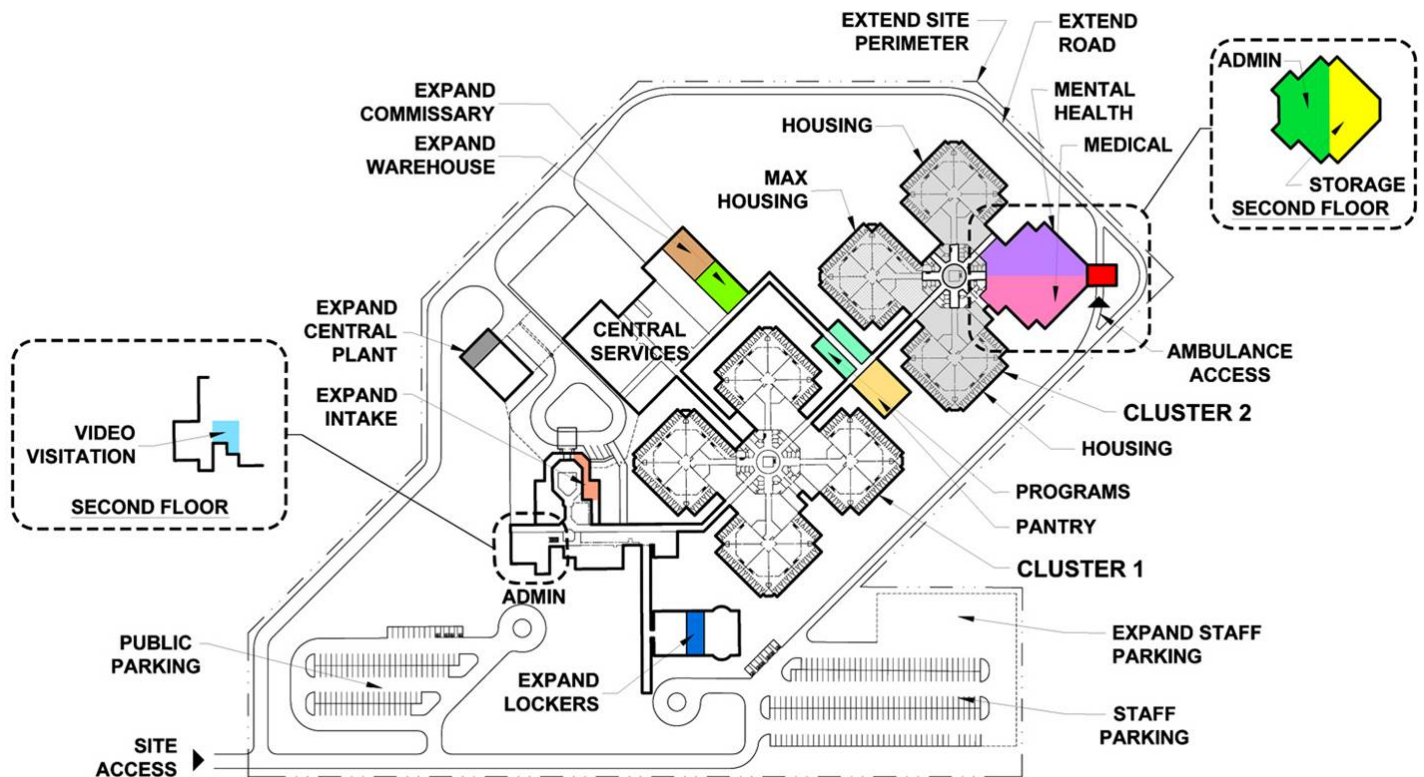 EXTEND SITE
PERIMETER
EXTEND
ROAD
ADMIN
STORAGE
SECOND FLOOR
EXPAND
COMMISSARY
EXPAND
WAREHOUSE
HOUSING
MENTAL
HEALTH
MEDICAL
MAX
HOUSING
EXPAND
CENTRAL
PLANT
CENTRAL
SERVICES
EXPAND
INTAKE
AMBULANCE
ACCESS
CLUSTER 2
HOUSING
VIDEO
VISITATION
SECOND FLOOR
PROGRAMS
PANTRY
CLUSTER 1
ADMIN
PUBLIC
PARKING
EXPAND
LOCKERS
EXPAND STAFF
PARKING
STAFF
PARKING
SITE
ACCESS